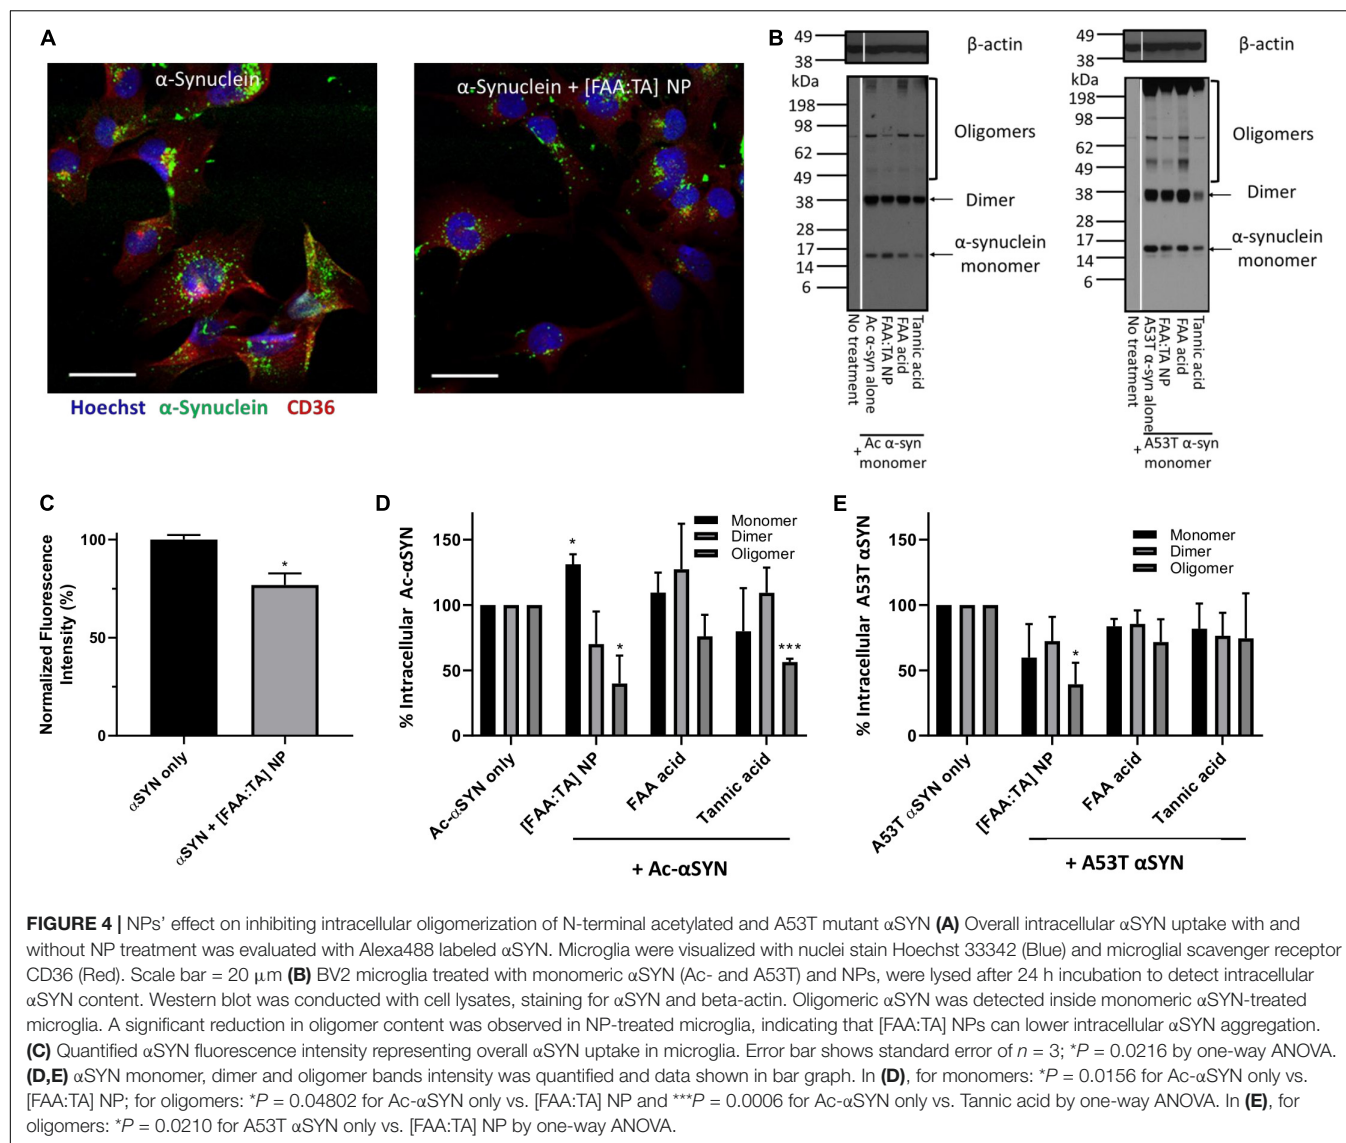 A
α-Synuclein
α-Synuclein + [FAA:TA] NP
Hoechst α-Synuclein CD36
B
49
38
β-actin
kDa
198
98
62
49
38
28
17
14
6
Oligomers
Dimer
α-synuclein
monomer
No treatment
Ac α-syn alone
FAA:TA NP
FAA acid
Tannic acid
+
Ac α-syn
monomer
49
38
β-actin
kDa
198
98
62
49
38
28
17
14
6
Oligomers
Dimer
α-synuclein
monomer
No treatment
A53T α-syn alone
FAA:TA NP
FAA acid
Tannic acid
+
A53T α-syn
monomer
C
Normalized Fluorescence
Intensity (%)
100
50
0
*
αSYN only
αSYN + [FAA:TA] NP
D
% Intracellular Ac-αSYN
150
100
50
0
Monomer
Dimer
Oligomer
*
*
***
Ac-αSYN only
[FAA:TA] NP
FAA acid
Tannic acid
+ Ac-αSYN
E
% Intracellular A53T αSYN
150
100
50
0
Monomer
Dimer
Oligomer
*
A53T αSYN only
[FAA:TA] NP
FAA acid
Tannic acid
+ A53T αSYN
FIGURE 4 | NPs’ effect on inhibiting intracellular oligomerization of N-terminal acetylated and A53T mutant αSYN (A) Overall intracellular αSYN uptake with and
without NP treatment was evaluated with Alexa488 labeled αSYN. Microglia were visualized with nuclei stain Hoechst 33342 (Blue) and microglial scavenger receptor
CD36 (Red). Scale bar = 20 μm (B) BV2 microglia treated with monomeric αSYN (Ac- and A53T) and NPs, were lysed after 24 h incubation to detect intracellular
αSYN content. Western blot was conducted with cell lysates, staining for αSYN and beta-actin. Oligomeric αSYN was detected inside monomeric αSYN-treated
microglia. A significant reduction in oligomer content was observed in NP-treated microglia, indicating that [FAA:TA] NPs can lower intracellular αSYN aggregation.
(C) Quantified αSYN fluorescence intensity representing overall αSYN uptake in microglia. Error bar shows standard error of n = 3; *P = 0.0216 by one-way ANOVA.
(D,E) αSYN monomer, dimer and oligomer bands intensity was quantified and data shown in bar graph. In (D), for monomers: *P = 0.0156 for Ac-αSYN only vs.
[FAA:TA] NP; for oligomers: *P = 0.04802 for Ac-αSYN only vs. [FAA:TA] NP and ***P = 0.0006 for Ac-αSYN only vs. Tannic acid by one-way ANOVA. In (E), for
oligomers: *P = 0.0210 for A53T αSYN only vs. [FAA:TA] NP by one-way ANOVA.